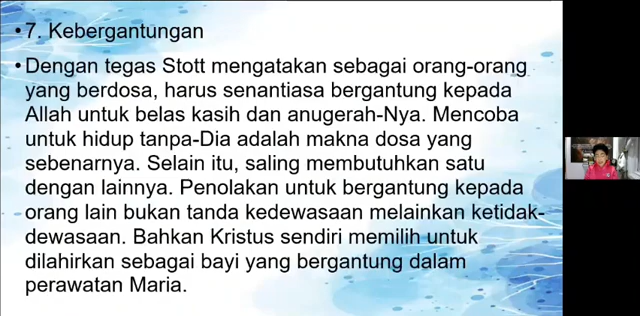 •7. Kebergantungan
•Dengan tegas Stott mengatakan sebagai orang-orang
yang berdosa, harus senantiasa bergantung kepada
Allah untuk belas kasih dan anugerah-Nya. Mencoba
untuk hidup tanpa-Dia adalah makna dosa yang
sebenarnya. Selain itu, saling membutuhkan satu
dengan lainnya. Penolakan untuk bergantung kepada
orang lain bukan tanda kedewasaan melainkan ketidak-
dewasaan. Bahkan Kristus sendiri memilih untuk
dilahirkan sebagai bayi yang bergantung dalam
perawatan Maria.